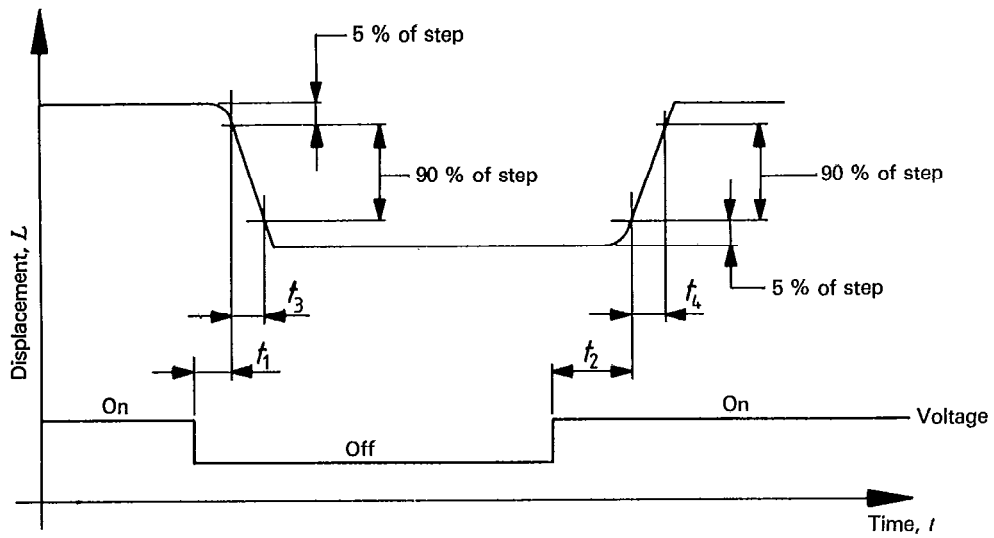 5 % of step
90 % of step
90 % of step
5 % of step
t3
t4
t1
t2
Displacement, L
On
Off
On
Voltage
Time, t